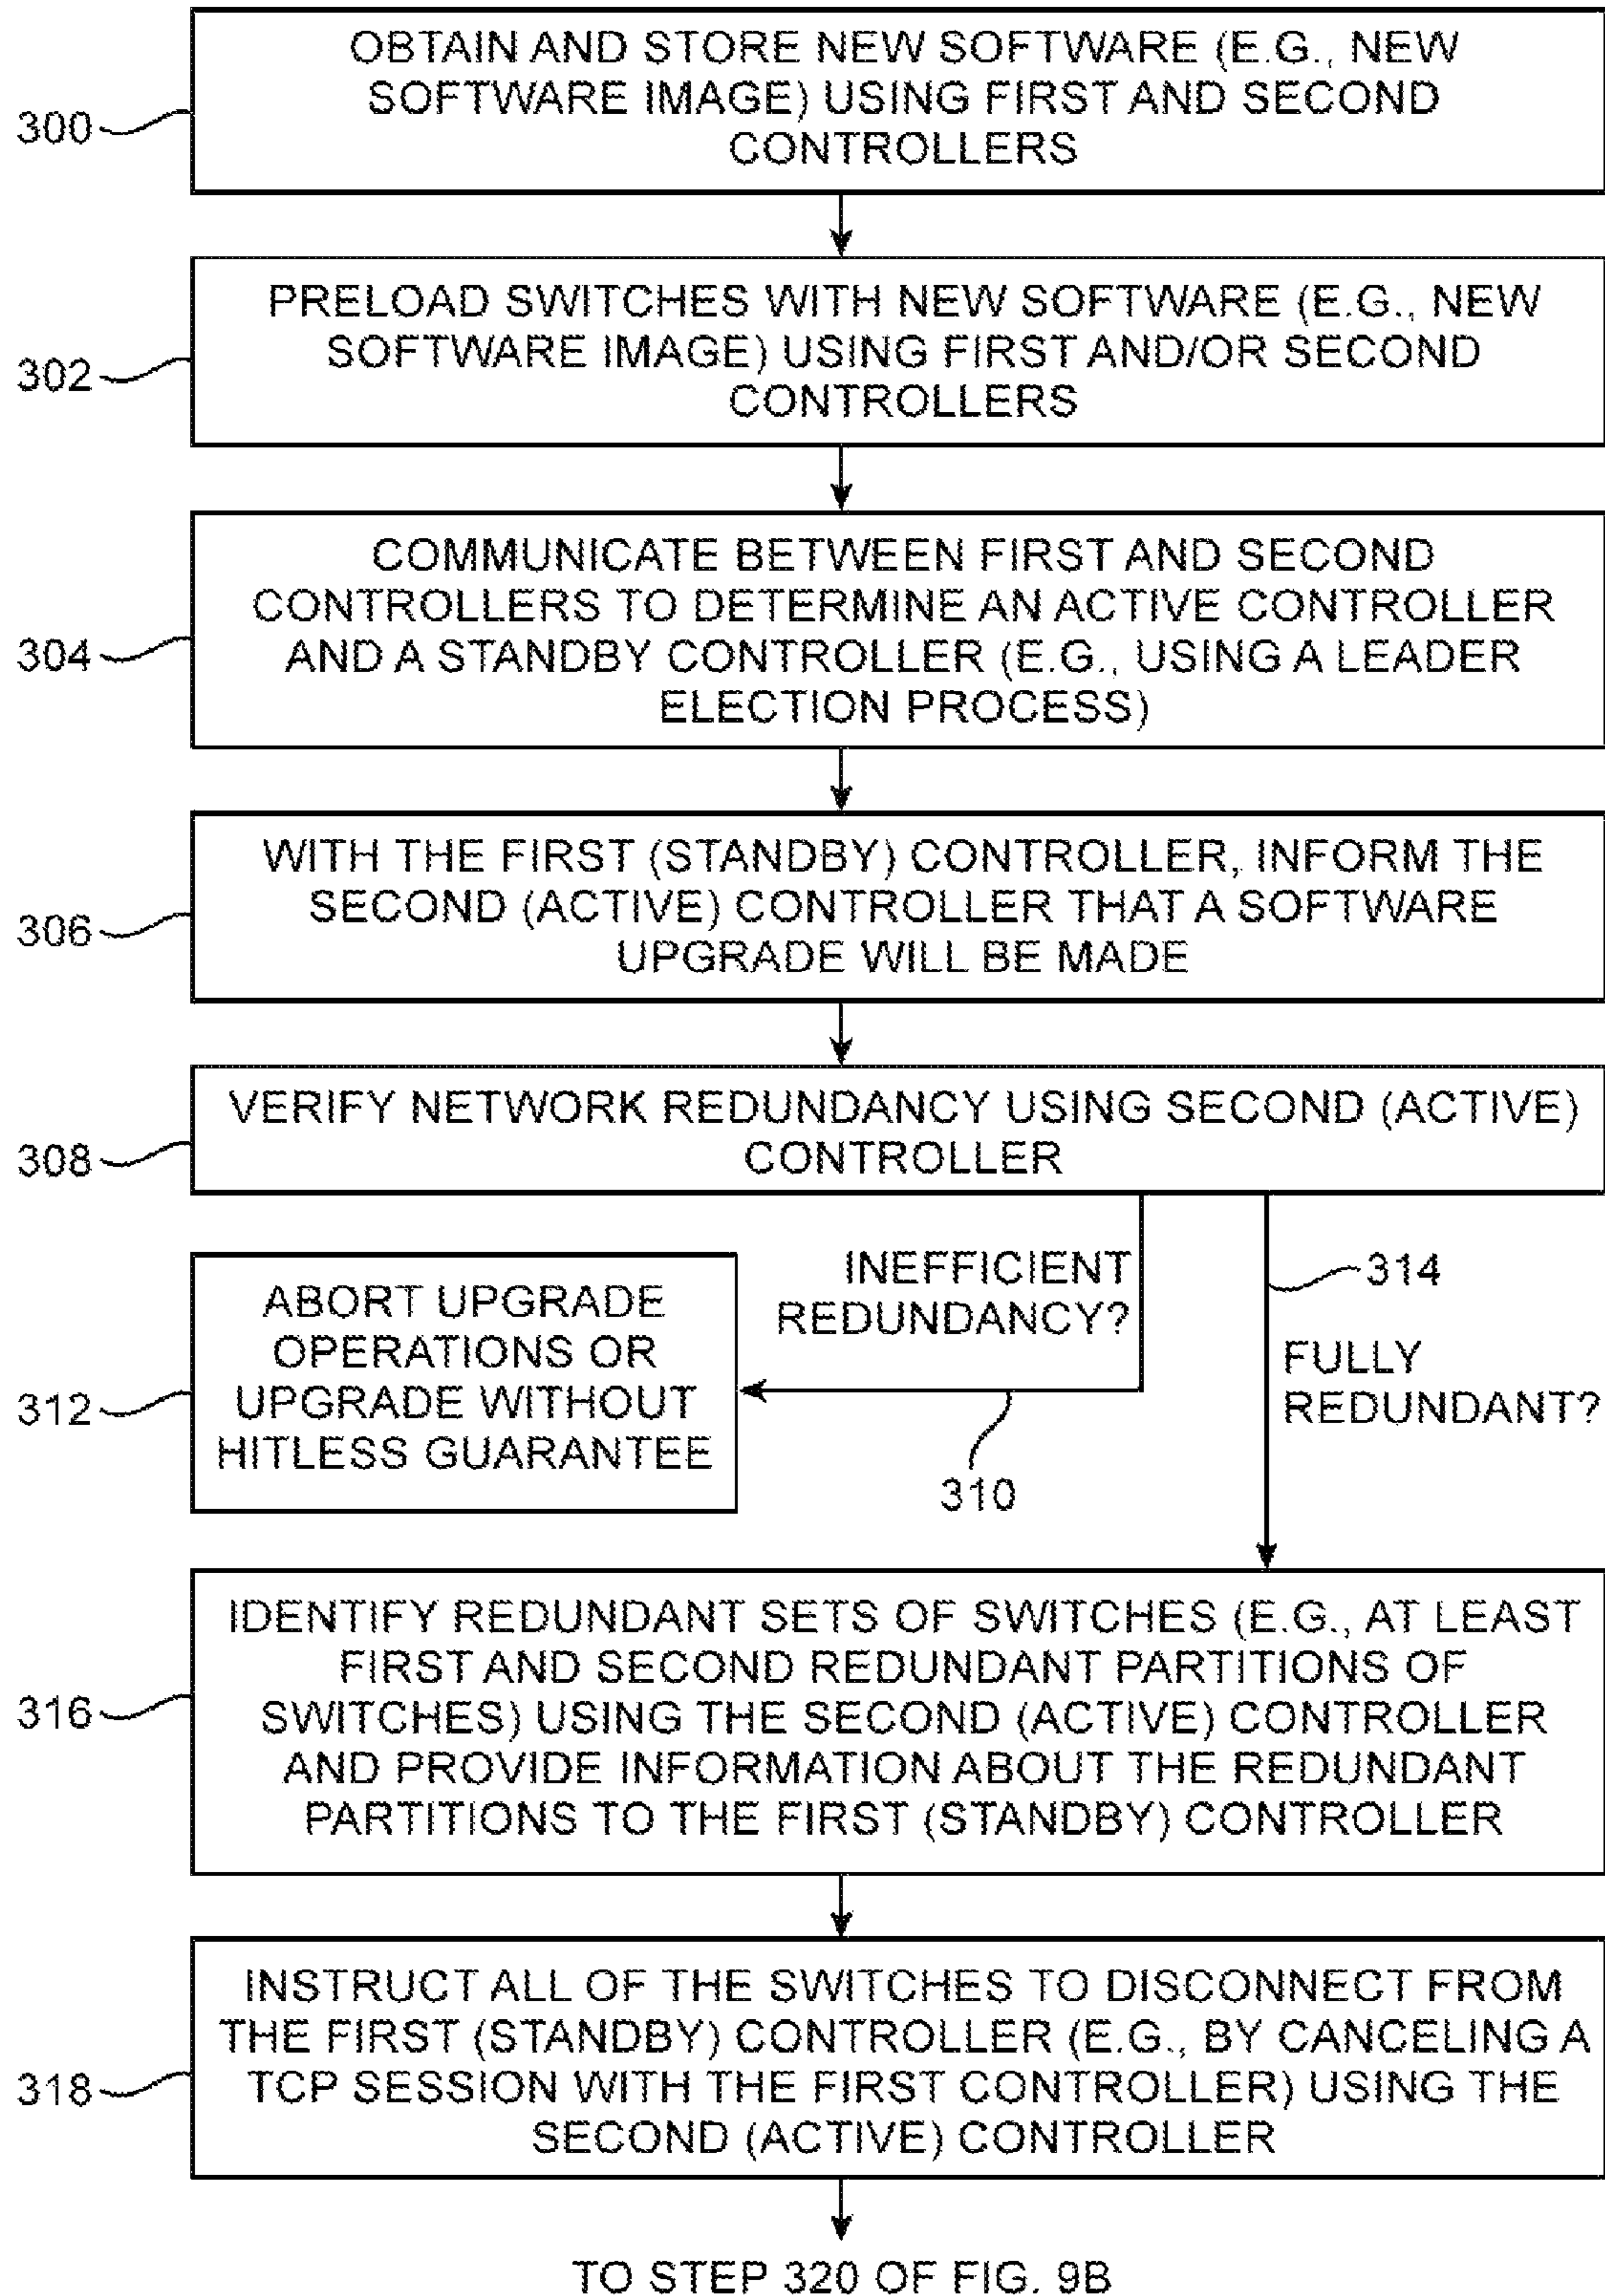 OBTAIN AND STORE NEW SOFTWARE (E.G., NEW
SOFTWARE IMAGE) USING FIRST AND SECOND
CONTROLLERS
300
PRELOAD SWITCHES WITH NEW SOFTWARE (E.G., NEW
SOFTWARE IMAGE) USING FIRST AND/OR SECOND
CONTROLLERS
302
COMMUNICATE BETWEEN FIRST AND SECOND
CONTROLLERS TO DETERMINE AN ACTIVE CONTROLLER
AND A STANDBY CONTROLLER (E.G., USING A LEADER
ELECTION PROCESS)
304
WITH THE FIRST (STANDBY) CONTROLLER, INFORM THE
SECOND (ACTIVE) CONTROLLER THAT A SOFTWARE
UPGRADE WILL BE MADE
306
VERIFY NETWORK REDUNDANCY USING SECOND (ACTIVE)
CONTROLLER
308
INEFFICIENT
REDUNDANCY?
310
314
FULLY
REDUNDANT?
ABORT UPGRADE
OPERATIONS OR
UPGRADE WITHOUT
HITLESS GUARANTEE
312
IDENTIFY REDUNDANT SETS OF SWITCHES (E.G., AT LEAST
FIRST AND SECOND REDUNDANT PARTITIONS OF
SWITCHES) USING THE SECOND (ACTIVE) CONTROLLER
AND PROVIDE INFORMATION ABOUT THE REDUNDANT
PARTITIONS TO THE FIRST (STANDBY) CONTROLLER
316
INSTRUCT ALL OF THE SWITCHES TO DISCONNECT FROM
THE FIRST (STANDBY) CONTROLLER (E.G., BY CANCELING A
TCP SESSION WITH THE FIRST CONTROLLER) USING THE
SECOND (ACTIVE) CONTROLLER
318
TO STEP 320 OF FIG. 9B